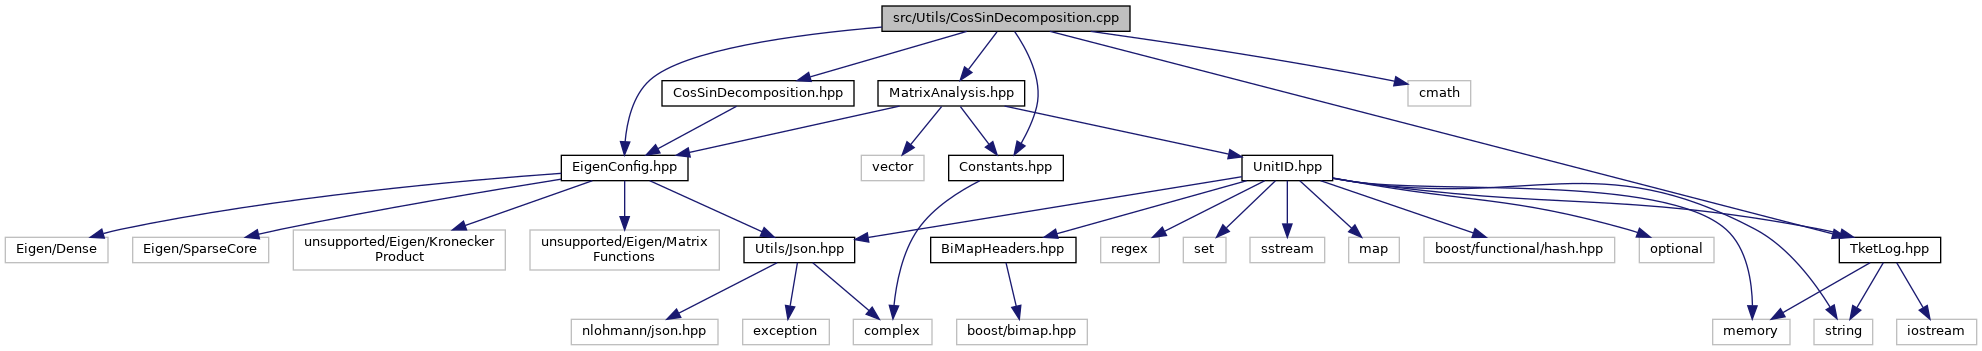 src/Utils/CosSinDecomposition.cpp
CosSinDecomposition.hpp
MatrixAnalysis.hpp
cmath
EigenConfig.hpp
vector
Constants.hpp
UnitID.hpp
Eigen/Dense
Eigen/SparseCore
unsupported/Eigen/Kronecker
Product
unsupported/Eigen/Matrix
Functions
Utils/Json.hpp
BiMapHeaders.hpp
regex
set
sstream
map
boost/functional/hash.hpp
optional
TketLog.hpp
nlohmann/json.hpp
exception
complex
boost/bimap.hpp
memory
string
iostream